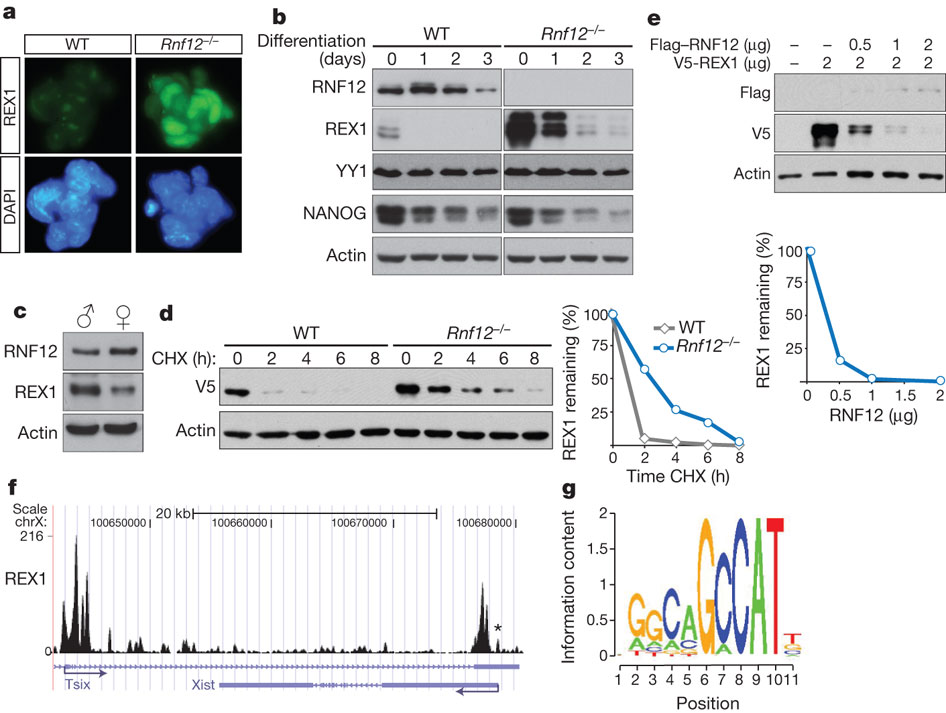 a
WT Rnf12–/–
REX1
DAPI
b
Differentiation (days)
WT Rnf12–/–
0 1 2 3 0 1 2 3
RNF12
REX1
YY1
NANOG
Actin
c
♂ ♀
RNF12
REX1
Actin
d
WT Rnf12–/–
CHX (h): 0 2 4 6 8 0 2 4 6 8
V5
Actin
REX1 remaining (%)
100
75
50
25
0 2 4 6 8
Time CHX (h)
WT
Rnf12–/–
e
Flag–RNF12 (μg) – – 0.5 1 2
V5-REX1 (μg) – 2 2 2 2
Flag
V5
Actin
REX1 remaining (%)
100
75
50
25
0 0.5 1 1.5 2
RNF12 (μg)
f
Scale
chrX:
20 kb
100650000 100660000 100670000 100680000
216
REX1
0
*
Tsix
Xist
g
Information content
2
1.5
1
0.5
0
G G C A G C C A T T
A A A C A G
T C T T C
1 2 3 4 5 6 7 8 9 10 11
Position